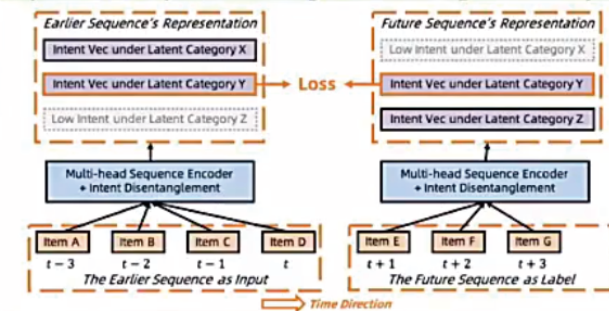 Earlier Sequence's Representation
Intent Vec under Latent Category X
Intent Vec under Latent Category Y
Low Intent under Latent Category Z
Loss
Future Sequence's Representation
Low Intent under Latent Category X
Intent Vec under Latent Category Y
Intent Vec under Latent Category Z
Multi-head Sequence Encoder
+ Intent Disentanglement
Multi-head Sequence Encoder
+ Intent Disentanglement
Item A Item B Item C Item D
t − 3 t − 2 t − 1 t
The Earlier Sequence as Input
Item E Item F Item G
t + 1 t + 2 t + 3
The Future Sequence as Label
Time Direction